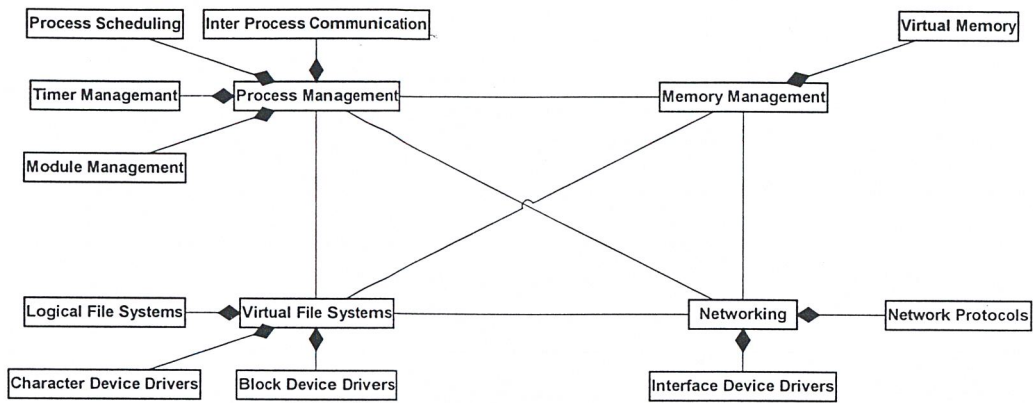 Process Scheduling
Inter Process Communication
Virtual Memory
Timer Managemant
Process Management
Memory Management
Module Management
Logical File Systems
Virtual File Systems
Networking
Network Protocols
Character Device Drivers
Block Device Drivers
Interface Device Drivers